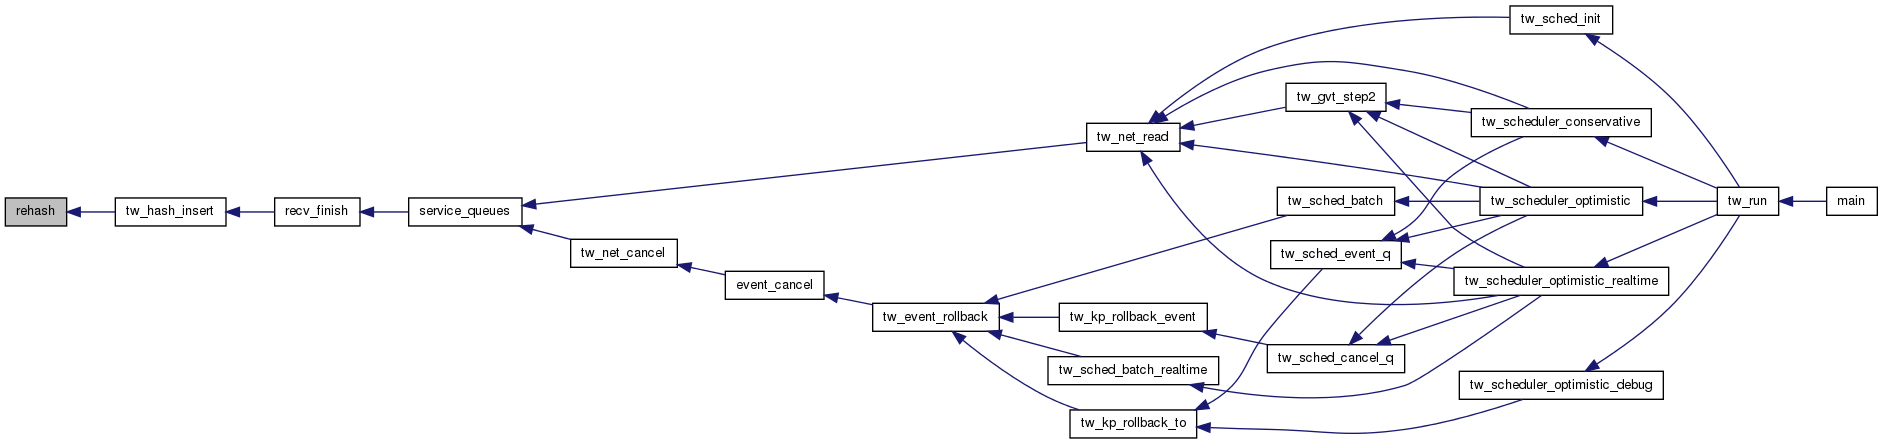 rehash
tw_hash_insert
recv_finish
service_queues
tw_net_cancel
event_cancel
tw_event_rollback
tw_net_read
tw_kp_rollback_event
tw_sched_batch_realtime
tw_kp_rollback_to
tw_gvt_step2
tw_sched_batch
tw_sched_event_q
tw_sched_cancel_q
tw_sched_init
tw_scheduler_conservative
tw_scheduler_optimistic
tw_scheduler_optimistic_realtime
tw_scheduler_optimistic_debug
tw_run
main